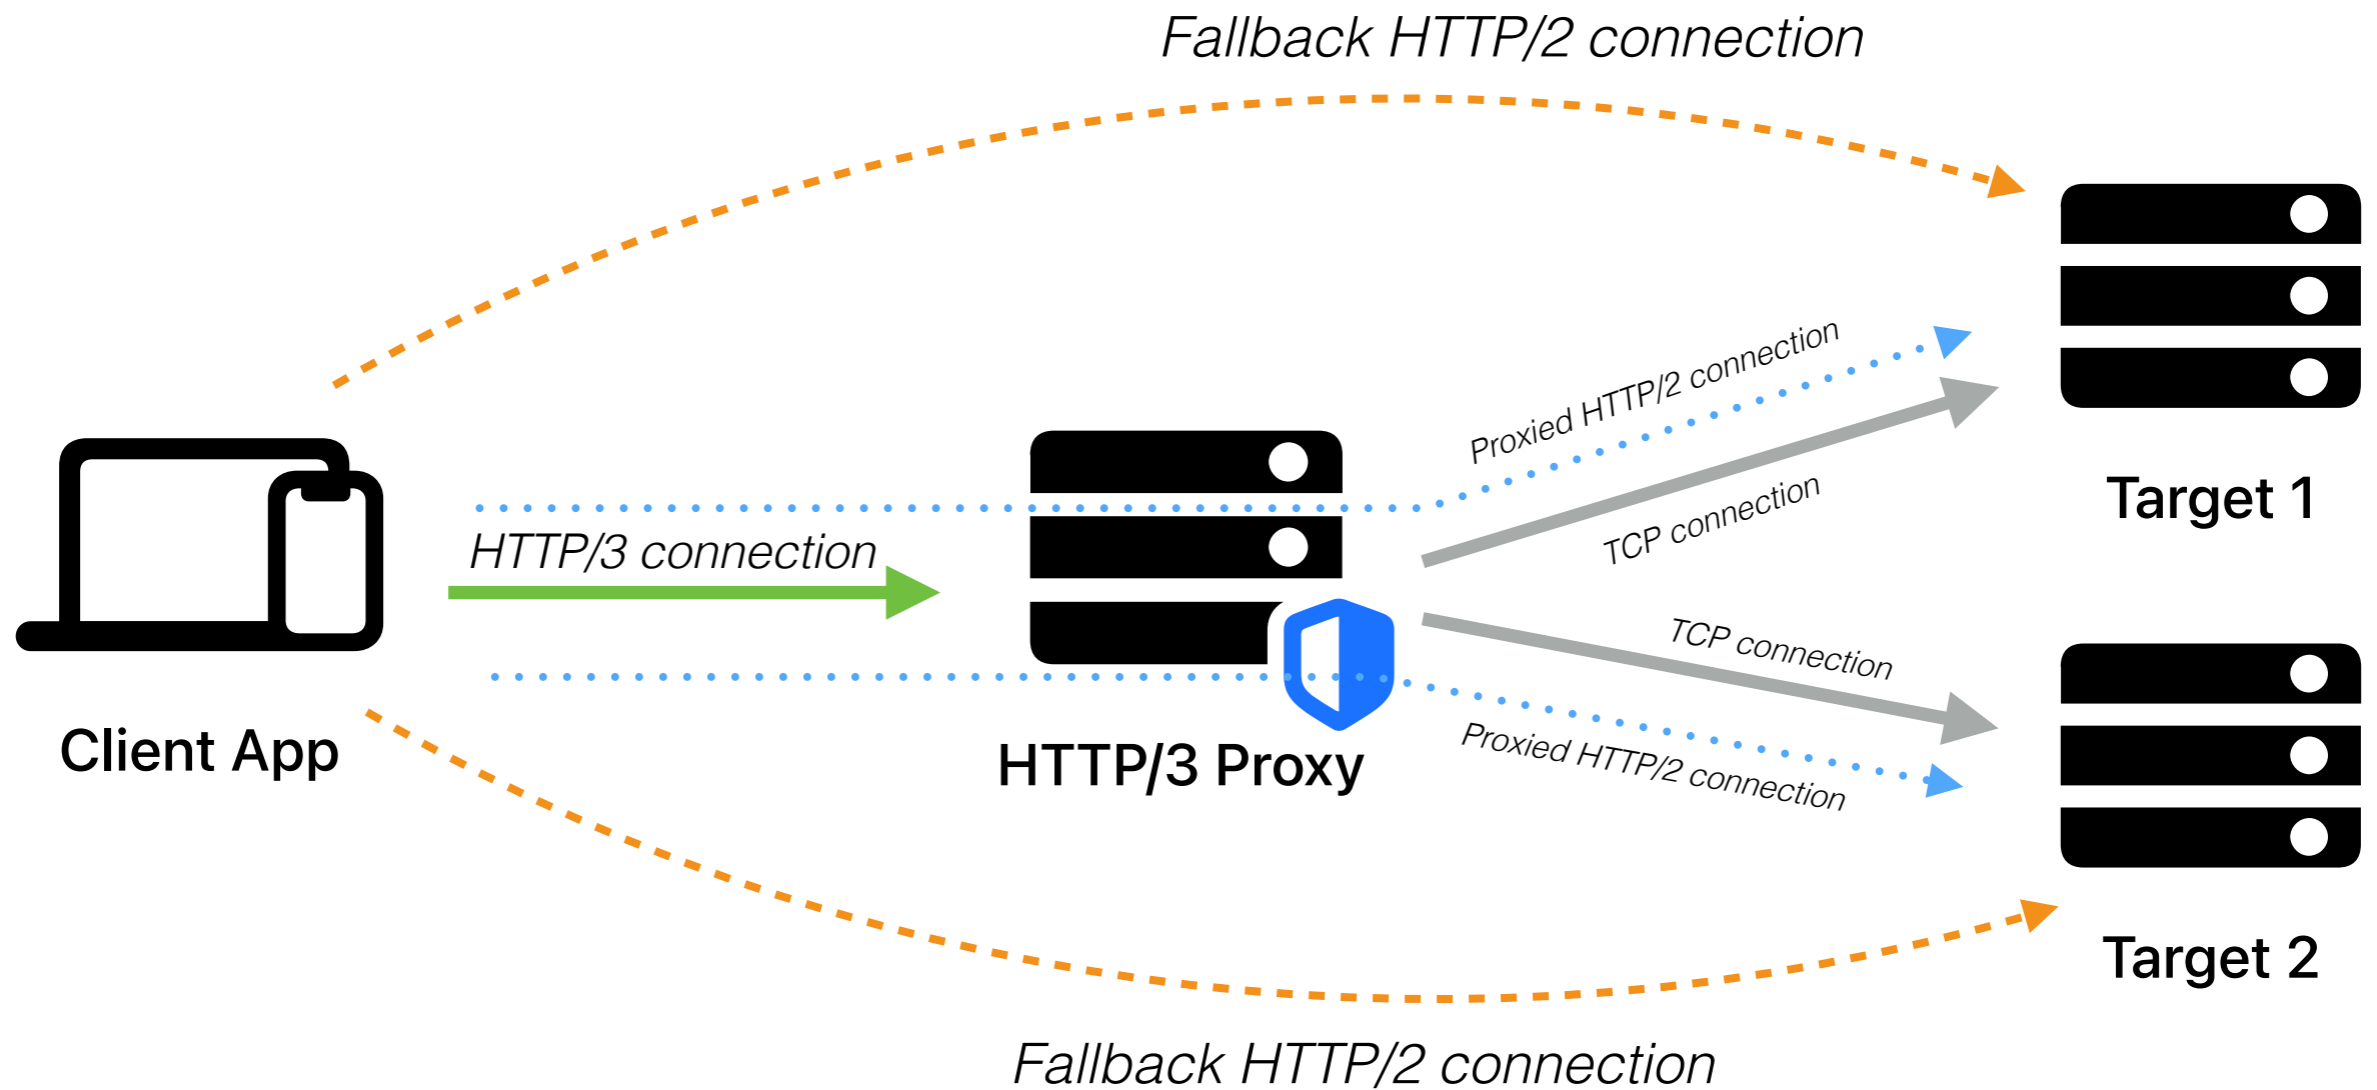 Fallback HTTP/2 connection
Proxied HTTP/2 connection
TCP connection
Target 1
HTTP/3 connection
TCP connection
Proxied HTTP/2 connection
Client App
HTTP/3 Proxy
Target 2
Fallback HTTP/2 connection